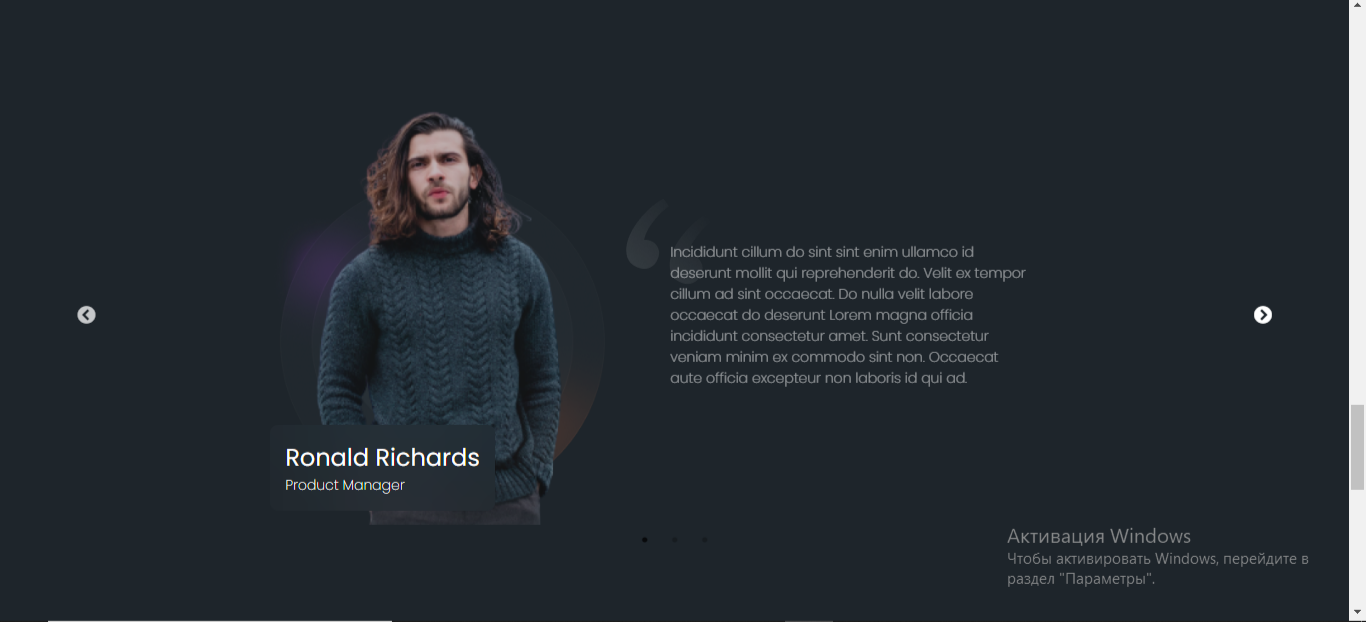 Incididunt cillum do sint sint enim ullamco id
deserunt mollit qui reprehenderit do. Velit ex tempor
cillum ad sint occaecat. Do nulla velit labore
occaecat do deserunt Lorem magna officia
incididunt consectetur amet. Sunt consectetur
veniam minim ex commodo sint non. Occaecat
aute officia excepteur non laboris id qui ad.
Ronald Richards
Product Manager
Активация Windows
Чтобы активировать Windows, перейдите в
раздел "Параметры".